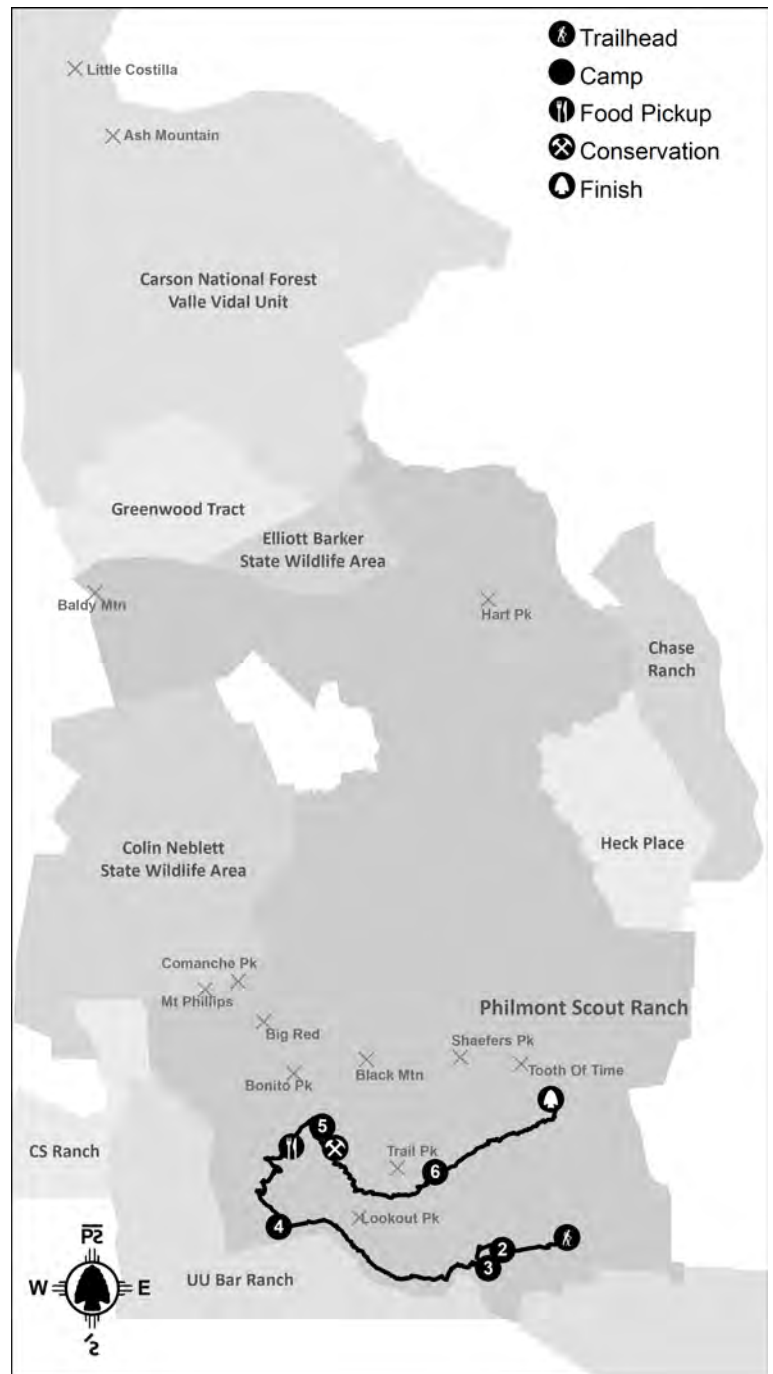 Trailhead
Camp
Food Pickup
Conservation
Finish
Little Costilla
Ash Mountain
Carson National Forest
Valle Vidal Unit
Greenwood Tract
Elliott Barker
State Wildlife Area
Baldy Mtn
Hart Pk
Chase
Ranch
Heck Place
Colin Neblett
State Wildlife Area
Comanche Pk
Mt Phillips
Big Red
Philmont Scout Ranch
Shaefers Pk
Black Mtn
Tooth Of Time
Bonito Pk
5
CS Ranch
Trail Pk
6
Lookout Pk
4
2
3
UU Bar Ranch
W
E